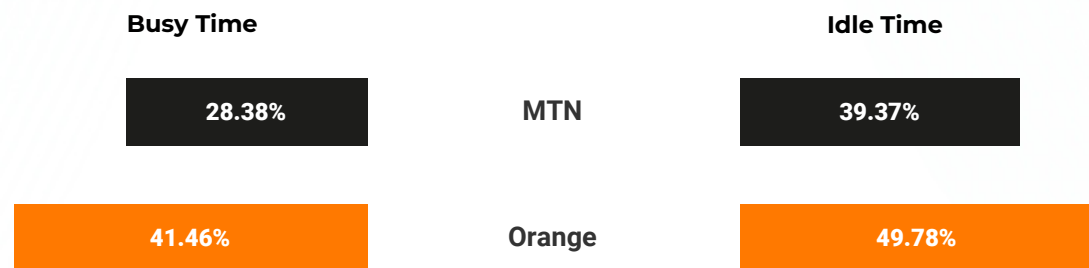 Busy Time
Idle Time
28.38%
MTN
39.37%
41.46%
Orange
49.78%